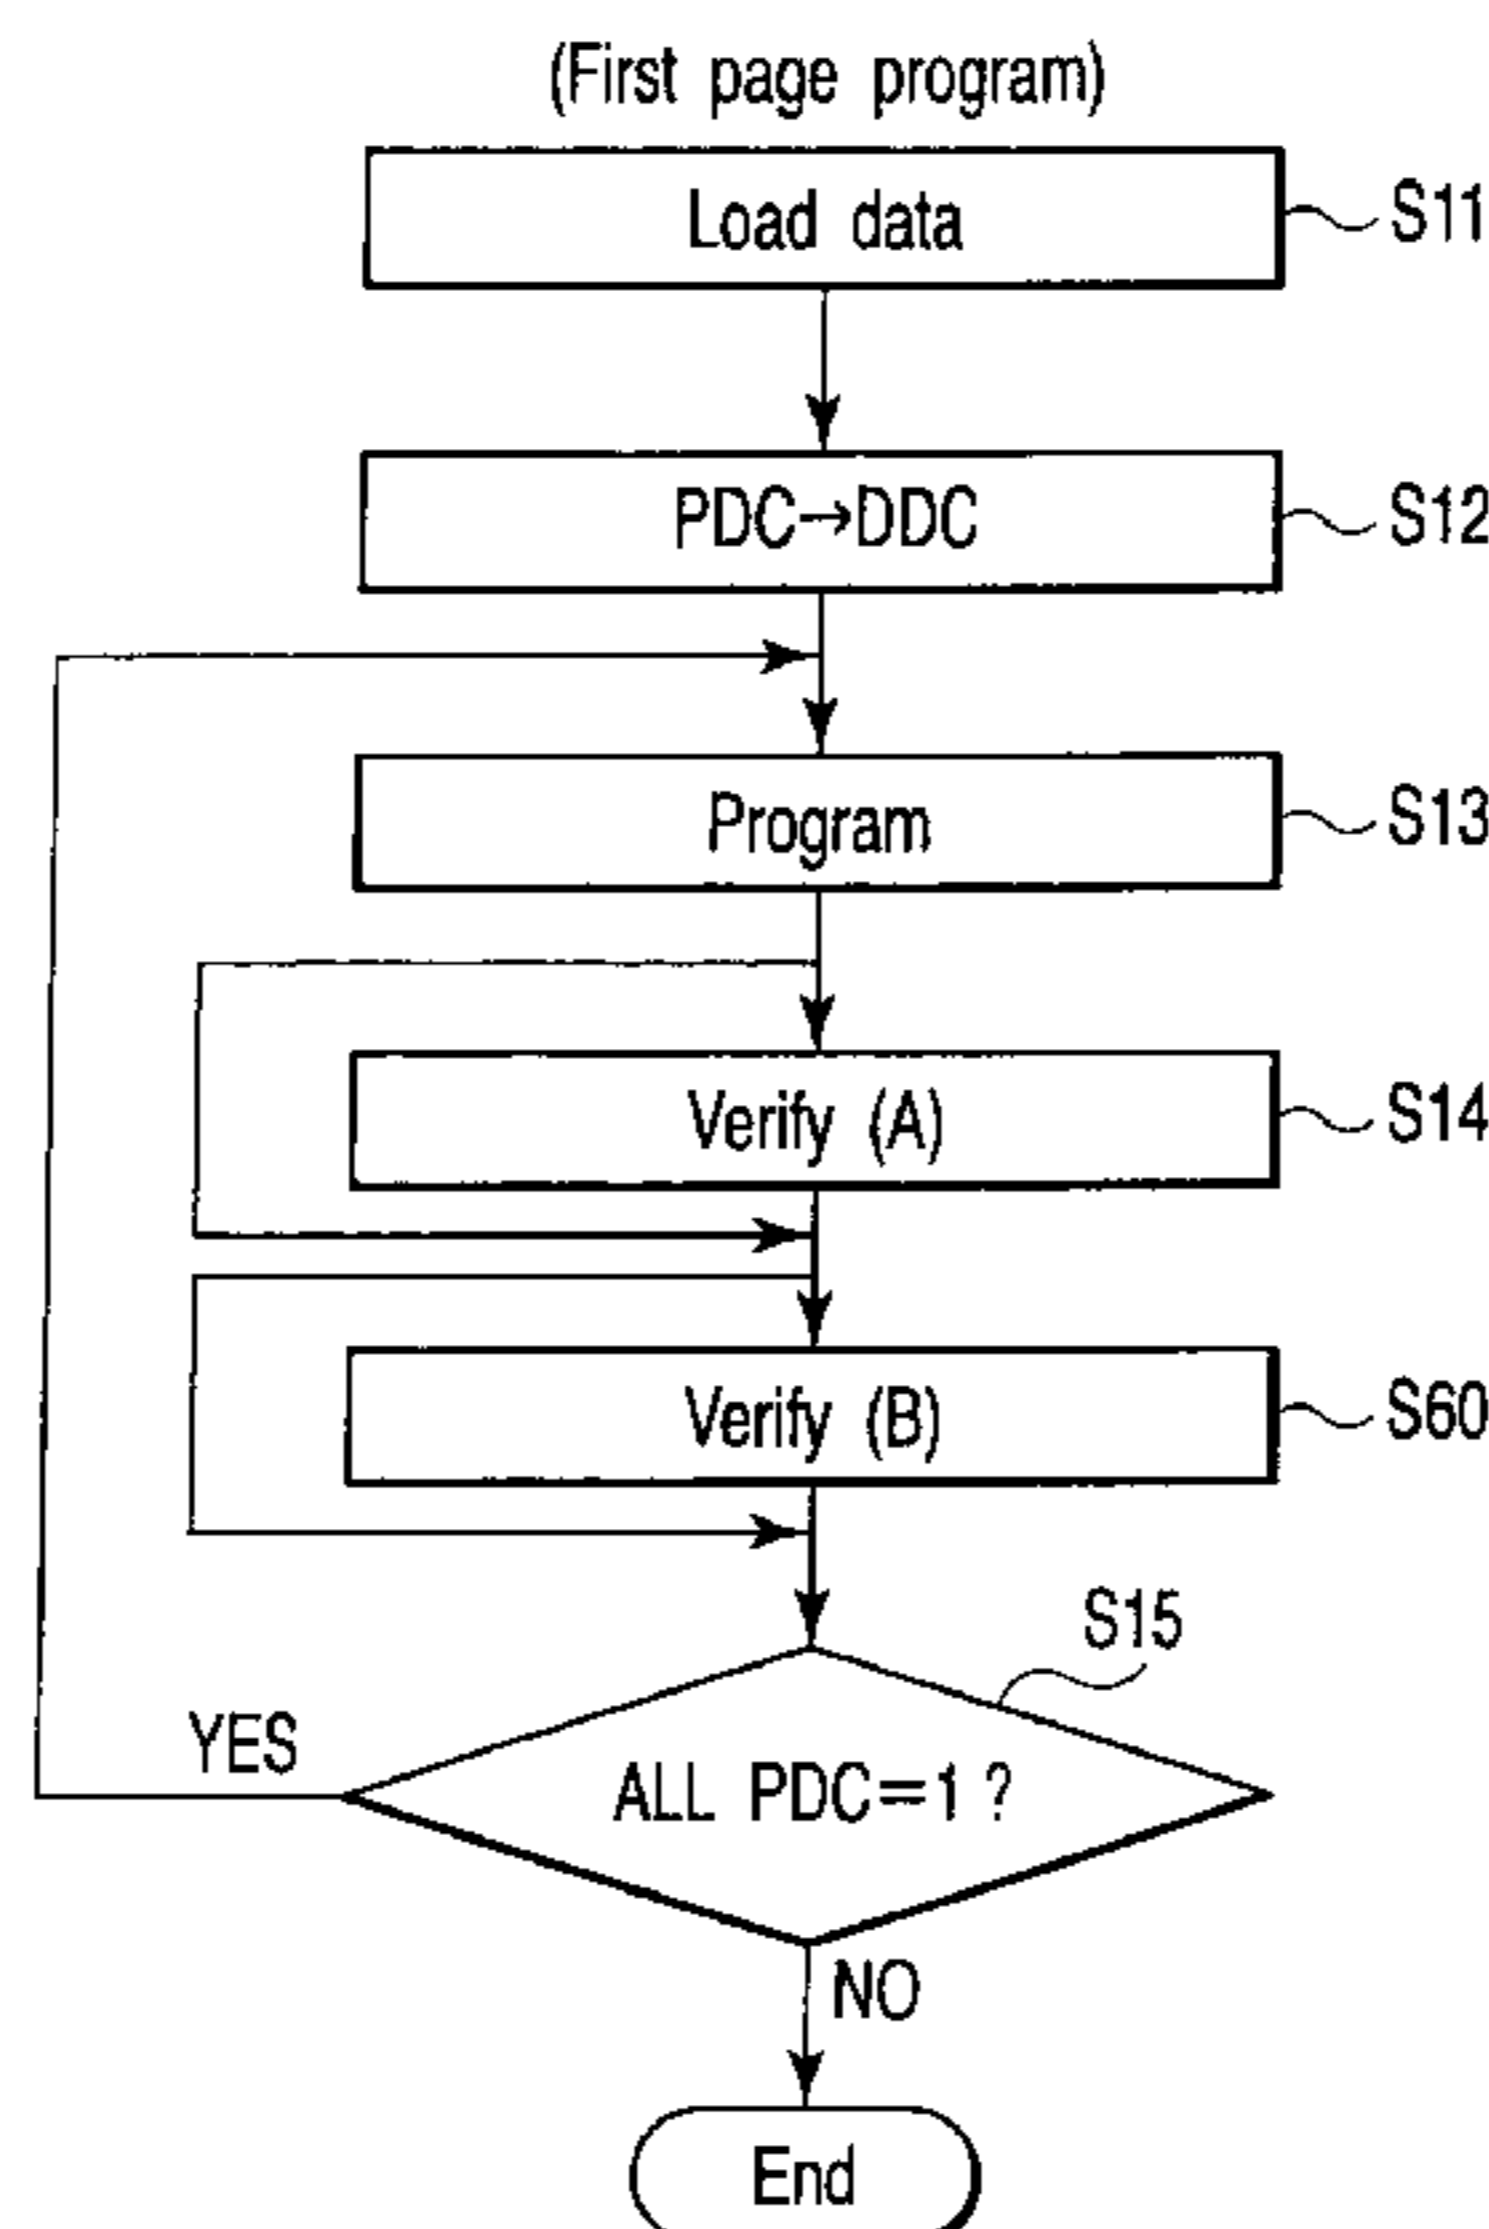 (First page program)
Load data
S11
PDC→DDC
S12
Program
S13
Verify (A)
S14
Verify (B)
S60
S15
YES
ALL PDC=1 ?
NO
End